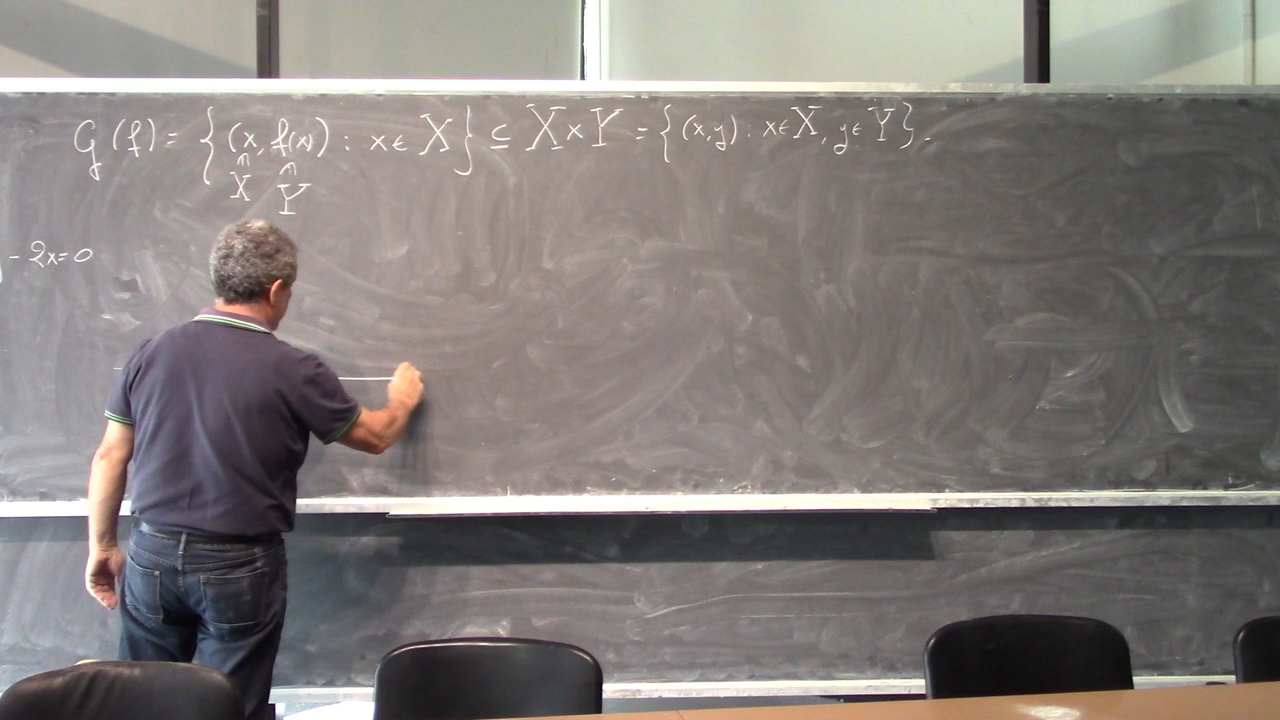 G(f) = {(x, f(x)) : x ∈ X} ⊆ X × Y = {(x,y) : x ∈ X, y ∈ Y}.
∩ ∩
X Y
- 2x = 0